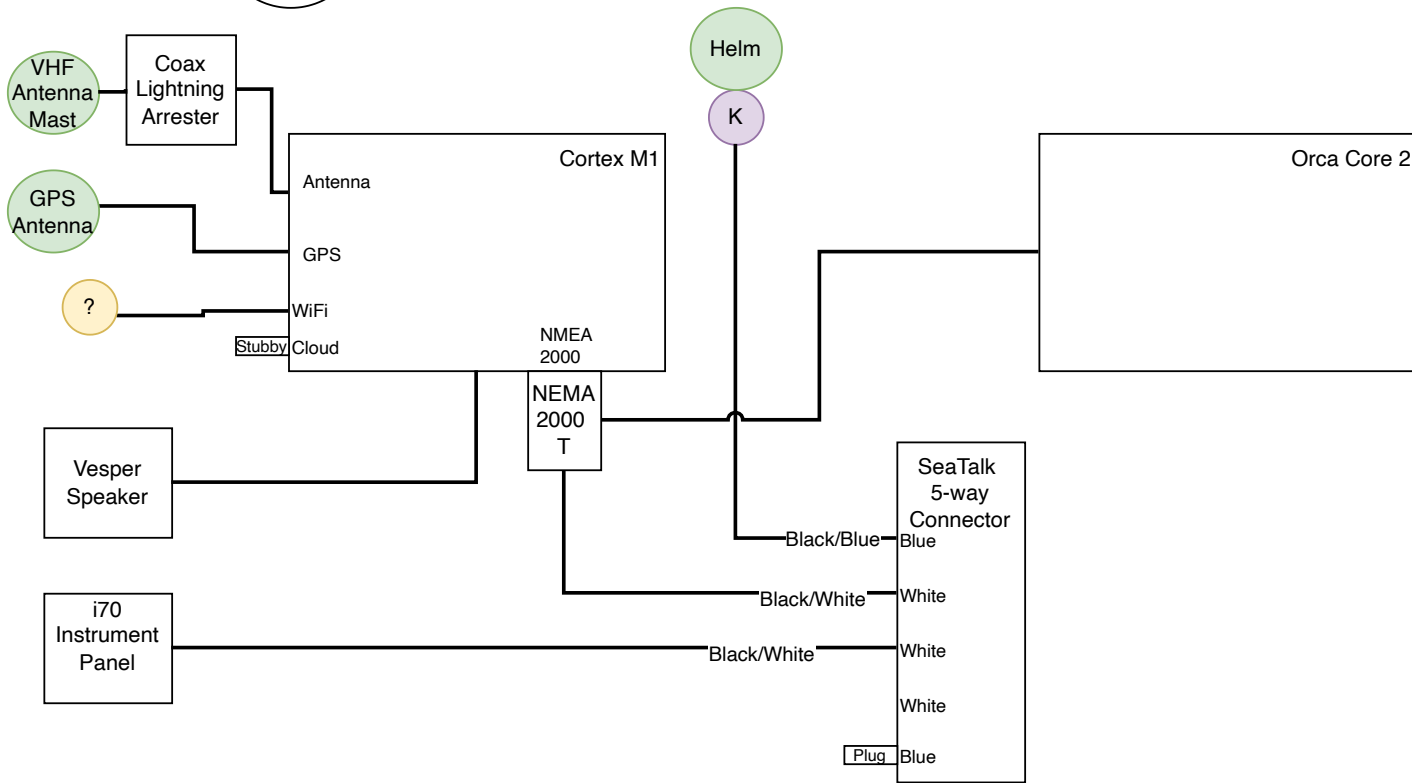 VHF
Antenna
Mast
Coax
Lightning
Arrester
Helm
K
Cortex M1
Orca Core 2
Antenna
GPS
Antenna
GPS
?
WiFi
Stubby
Cloud
NMEA
2000
NEMA
2000
T
Vesper
Speaker
SeaTalk
5-way
Connector
Black/Blue
Blue
Black/White
White
i70
Instrument
Panel
Black/White
White
White
Plug
Blue